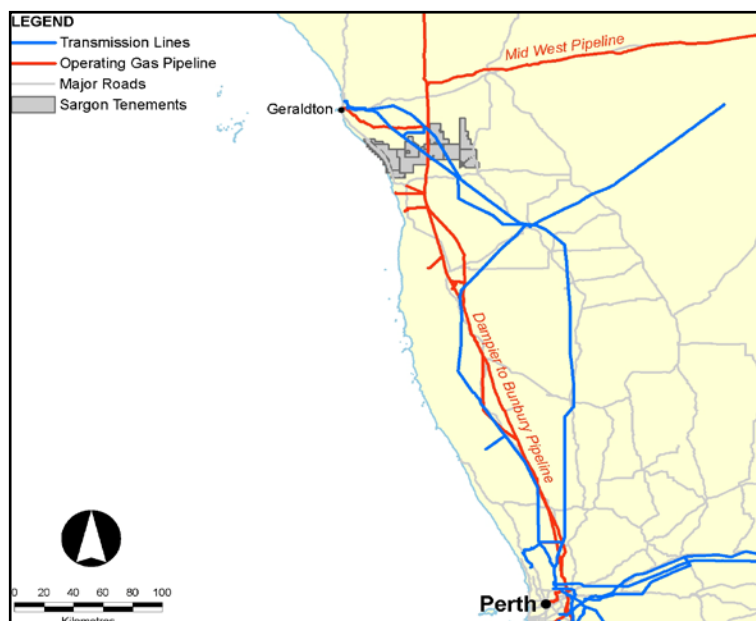 LEGEND
Transmission Lines
Operating Gas Pipeline
Major Roads
Sargon Tenements
Mid West Pipeline
Geraldton
Dampier to Bunbury Pipeline
0 20 40 60 80 100
Kilometres
Perth